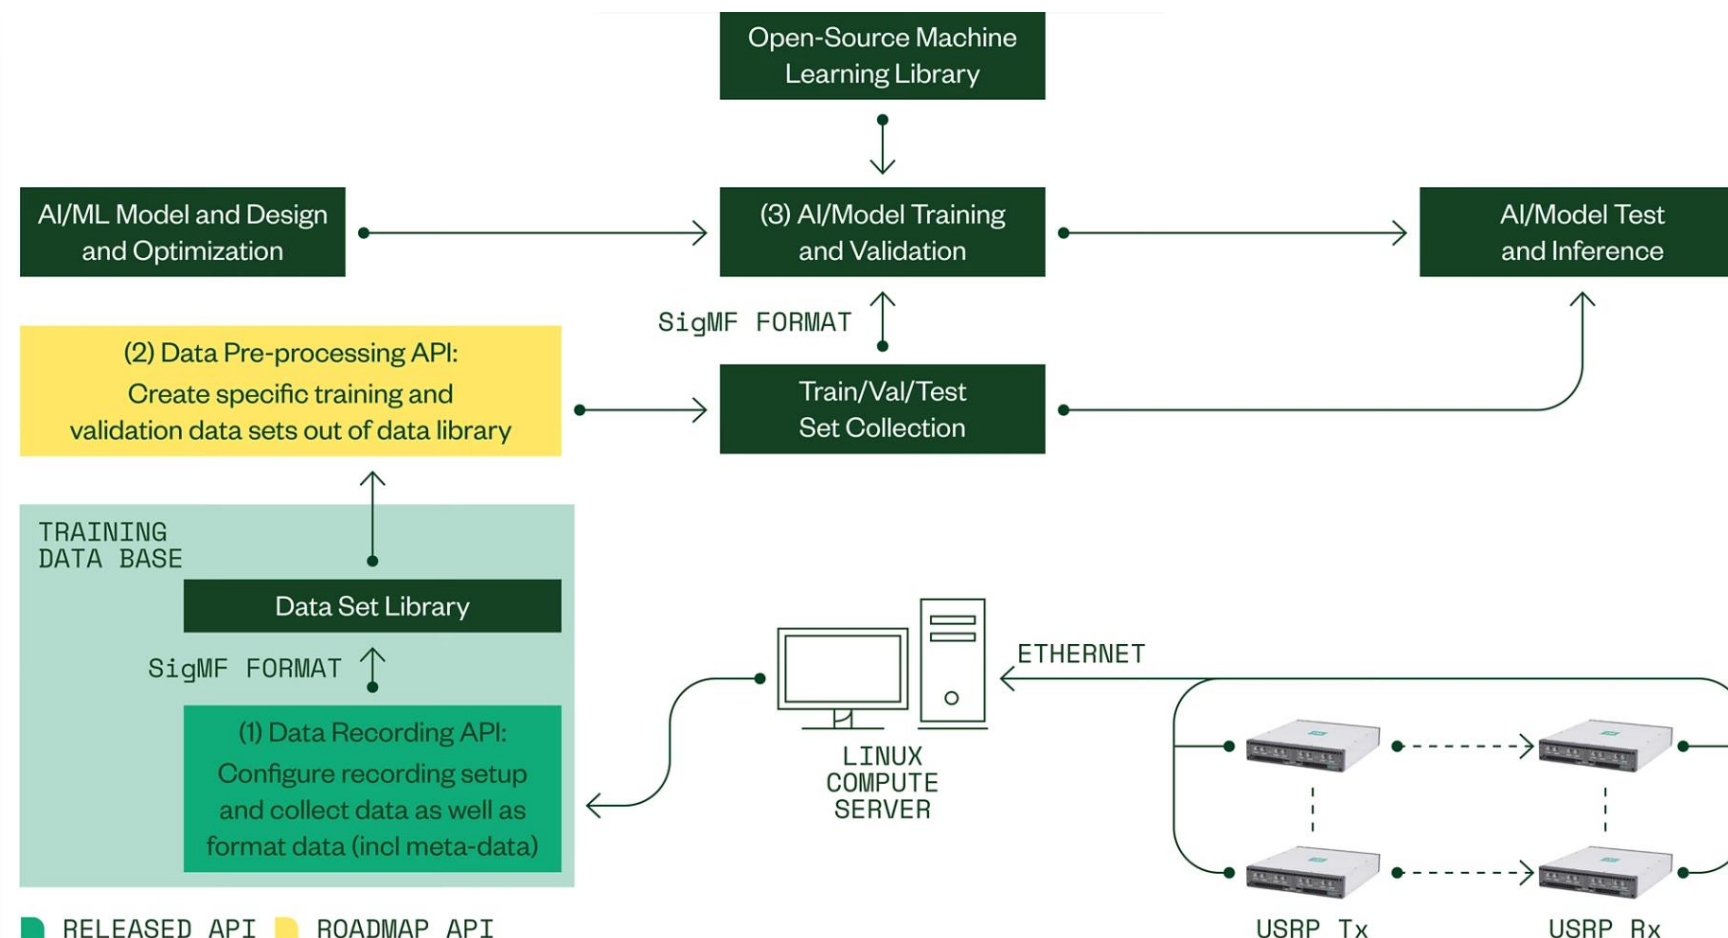 Open-Source Machine
Learning Library
AI/ML Model and Design
and Optimization
(3) AI/Model Training
and Validation
AI/Model Test
and Inference
SigMF FORMAT
(2) Data Pre-processing API:
Create specific training and
validation data sets out of data library
Train/Val/Test
Set Collection
TRAINING
DATA BASE
Data Set Library
SigMF FORMAT
(1) Data Recording API:
Configure recording setup
and collect data as well as
format data (incl meta-data)
ETHERNET
LINUX
COMPUTE
SERVER
USRP Tx
USRP Rx
RELEASED API
ROADMAP API